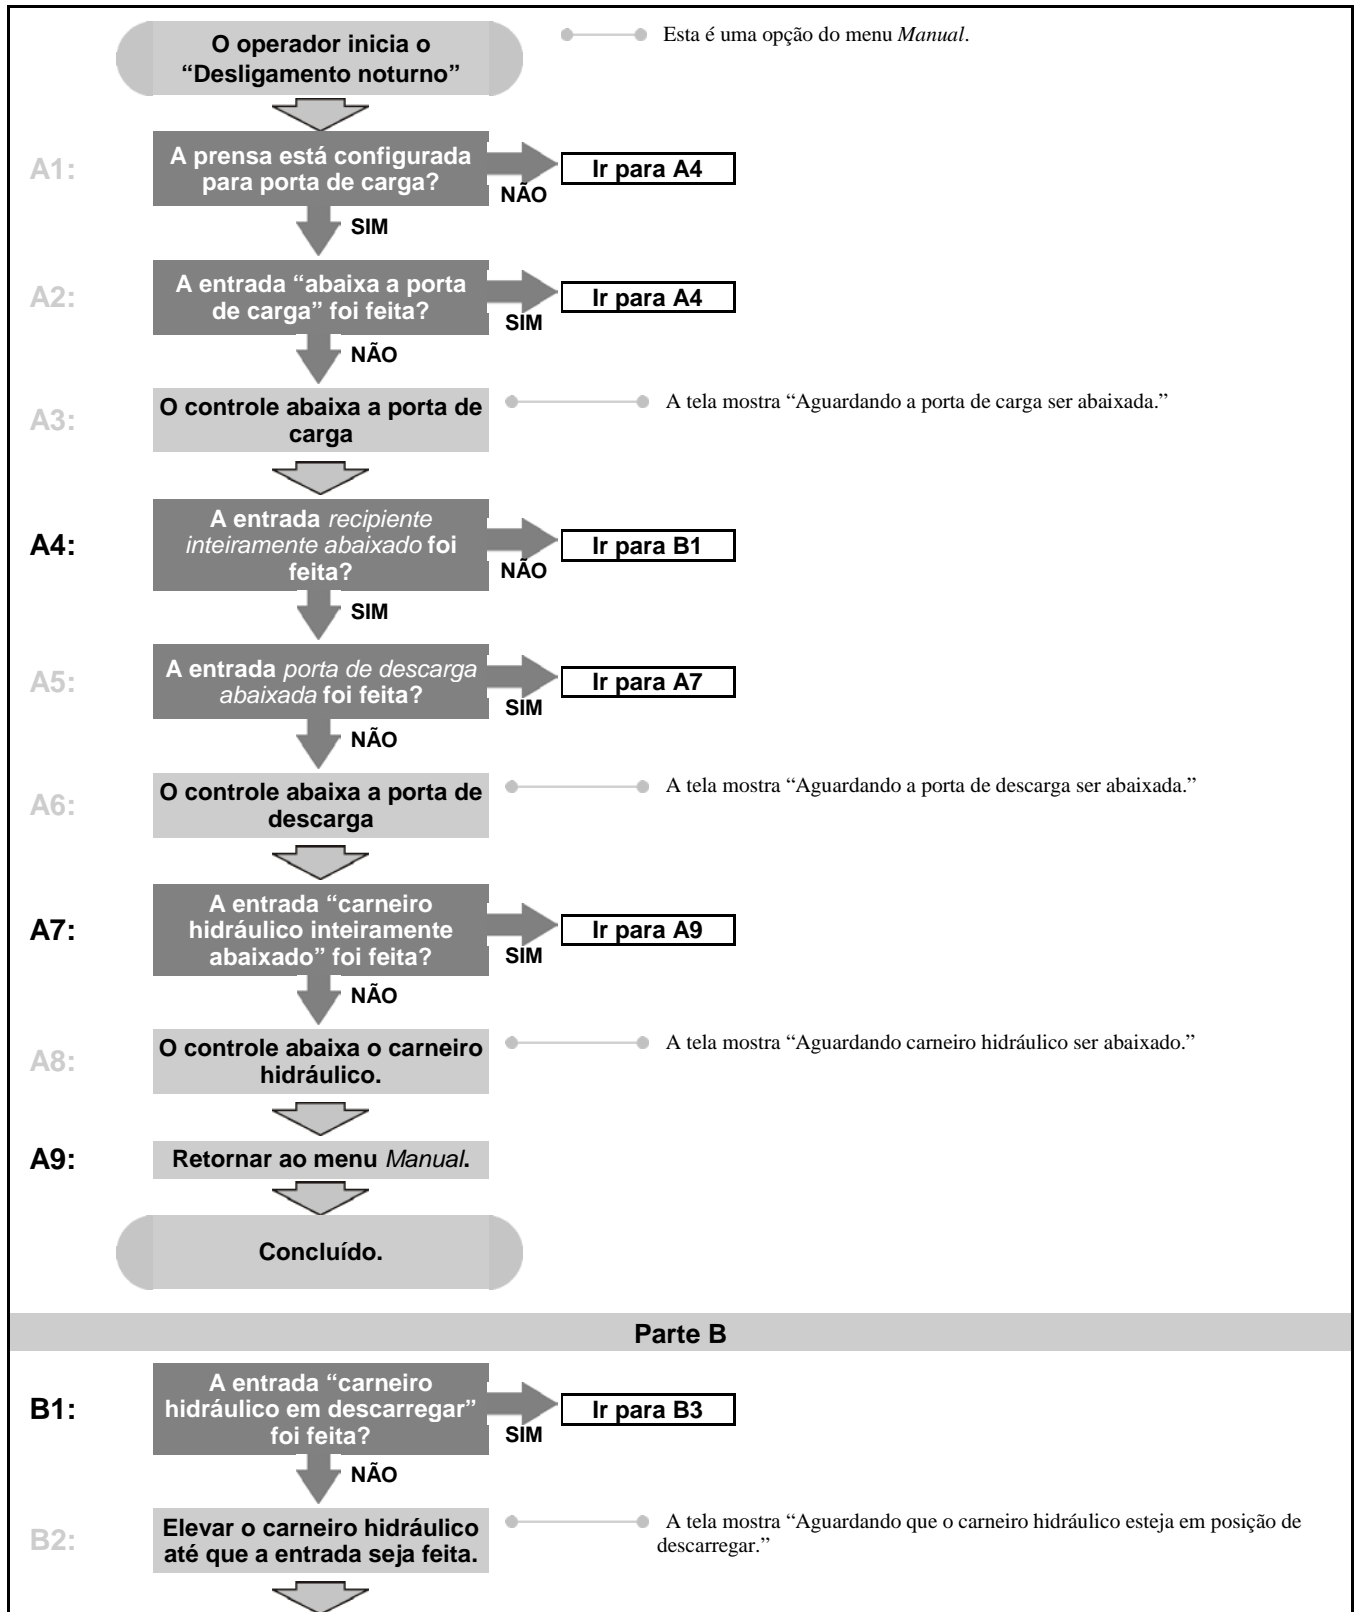 O operador inicia o
“Desligamento noturno”
Esta é uma opção do menu Manual.
A1:
A prensa está configurada
para porta de carga?
Ir para A4
NÃO
SIM
A2:
A entrada “abaixa a porta
de carga” foi feita?
Ir para A4
SIM
NÃO
A3:
O controle abaixa a porta de
carga
A tela mostra “Aguardando a porta de carga ser abaixada.”
A4:
A entrada recipiente
inteiramente abaixado foi
feita?
Ir para B1
NÃO
SIM
A5:
A entrada porta de descarga
abaixada foi feita?
Ir para A7
SIM
NÃO
A6:
O controle abaixa a porta de
descarga
A tela mostra “Aguardando a porta de descarga ser abaixada.”
A7:
A entrada “carneiro
hidráulico inteiramente
abaixado” foi feita?
Ir para A9
SIM
NÃO
A8:
O controle abaixa o carneiro
hidráulico.
A tela mostra “Aguardando carneiro hidráulico ser abaixado.”
A9:
Retornar ao menu Manual.
Concluído.
Parte B
B1:
A entrada “carneiro
hidráulico em descarregar”
foi feita?
Ir para B3
SIM
NÃO
B2:
Elevar o carneiro hidráulico
até que a entrada seja feita.
A tela mostra “Aguardando que o carneiro hidráulico esteja em posição de
descarregar.”